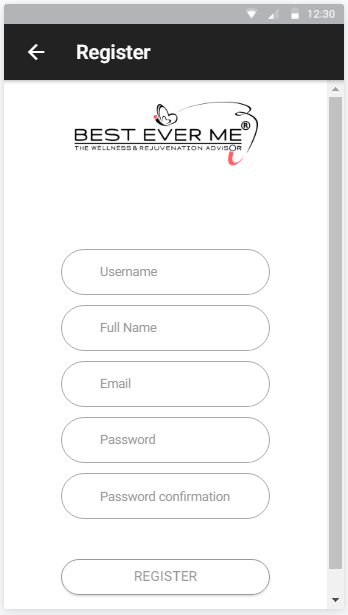 12:30
Register
BEST EVER ME®
THE WELLNESS & REJUVENATION ADVISOR
Username
Full Name
Email
Password
Password confirmation
REGISTER